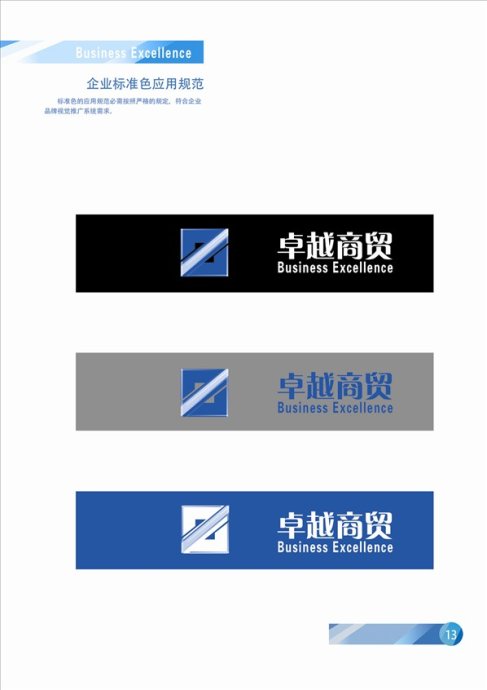 Business Excellence
企业标准色应用规范
标准色的应用规范必需按照严格的规定，符合企业
品牌视觉推广系统需求。
卓越商贸
Business Excellence
卓越商贸
Business Excellence
卓越商贸
Business Excellence
13